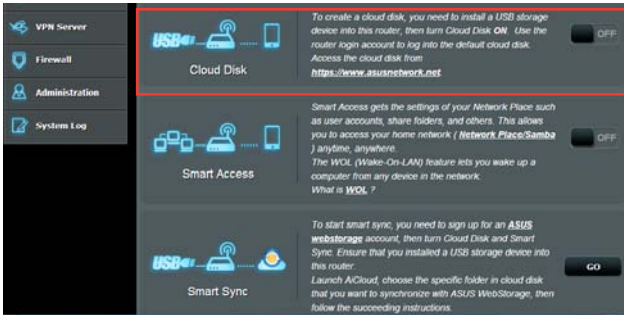 VPN Server
Firewall
Administration
System Log
USB
Cloud Disk
To create a cloud disk, you need to install a USB storage
device into this router, then turn Cloud Disk ON. Use the
router login account to log into the default cloud disk.
Access the cloud disk from
https://www.asusnetwork.net.
OFF
Smart Access
Smart Access gets the settings of your Network Place such
as user accounts, share folders, and others. This allows
you to access your home network ( Network Place/Samba
) anytime, anywhere.
The WOL (Wake-On-LAN) feature lets you wake up a
computer from any device in the network.
What is WOL ?
OFF
USB
Smart Sync
To start smart sync, you need to sign up for an ASUS
webstorage account, then turn Cloud Disk and Smart
Sync. Ensure that you installed a USB storage device into
this router.
Launch AiCloud, choose the specific folder in cloud disk
that you want to synchronize with ASUS WebStorage, then
follow the succeeding instructions.
GO